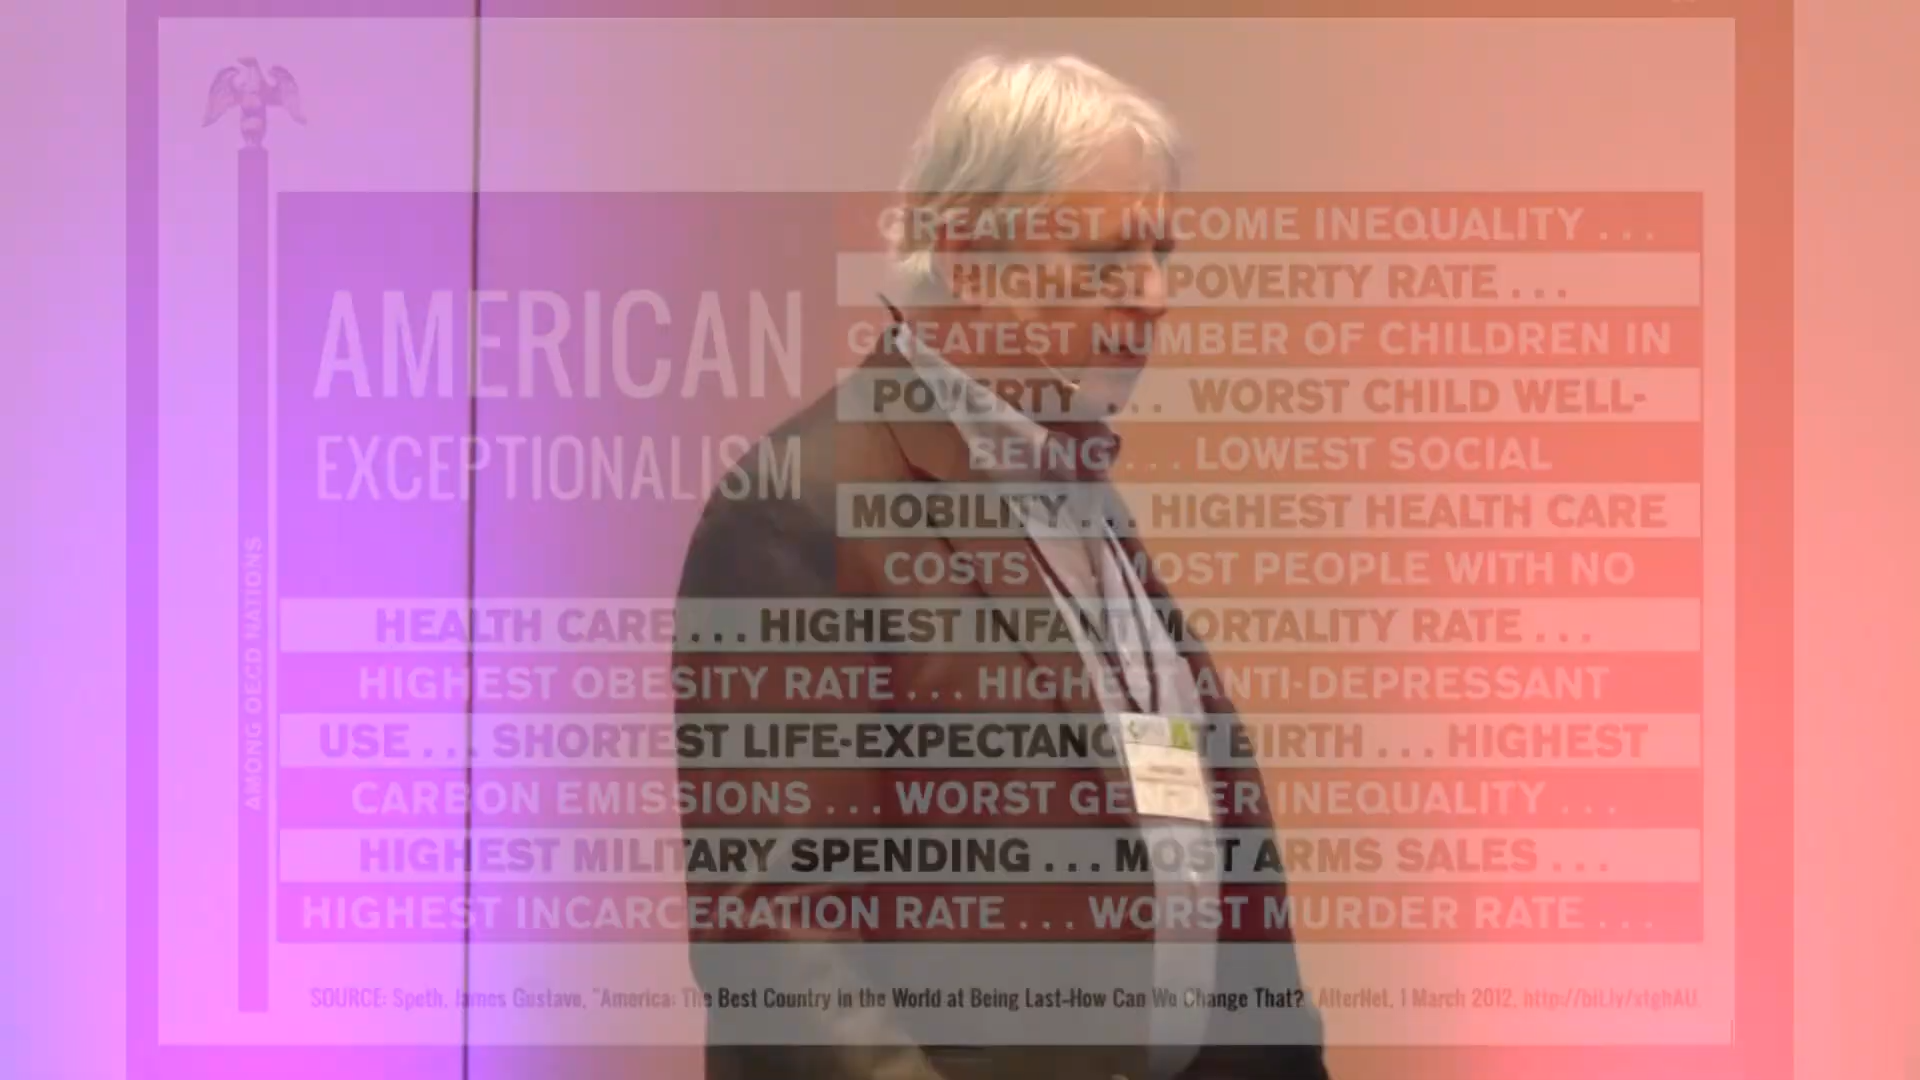 AMERICAN
EXCEPTIONALISM
GREATEST INCOME INEQUALITY . . .
HIGHEST POVERTY RATE . . .
GREATEST NUMBER OF CHILDREN IN
POVERTY . . . WORST CHILD WELL-
BEING . . . LOWEST SOCIAL
MOBILITY . . . HIGHEST HEALTH CARE
COSTS . . . MOST PEOPLE WITH NO
HEALTH CARE . . . HIGHEST INFANT MORTALITY RATE . . .
HIGHEST OBESITY RATE . . . HIGHEST ANTI-DEPRESSANT
USE . . . SHORTEST LIFE-EXPECTANCY AT BIRTH . . . HIGHEST
CARBON EMISSIONS . . . WORST GENDER INEQUALITY . . .
HIGHEST MILITARY SPENDING . . . MOST ARMS SALES . . .
HIGHEST INCARCERATION RATE . . . WORST MURDER RATE . . .
AMONG OECD NATIONS
SOURCE: Speth, James Gustave, "America: The Best Country in the World at Being Last–How Can We Change That?" AlterNet, 1 March 2012,